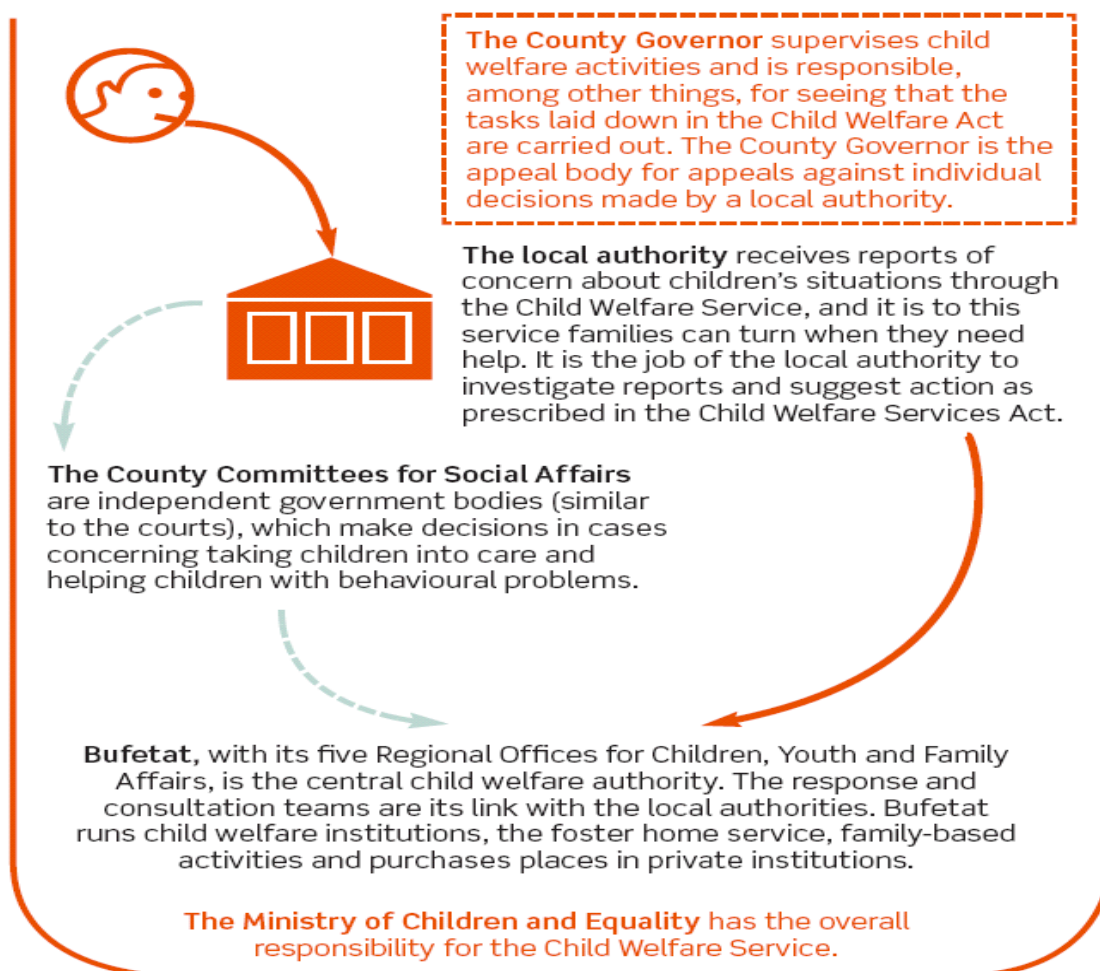 The County Governor supervises child
welfare activities and is responsible,
among other things, for seeing that the
tasks laid down in the Child Welfare Act
are carried out. The County Governor is the
appeal body for appeals against individual
decisions made by a local authority.
The local authority receives reports of
concern about children’s situations through
the Child Welfare Service, and it is to this
service families can turn when they need
help. It is the job of the local authority to
investigate reports and suggest action as
prescribed in the Child Welfare Services Act.
The County Committees for Social Affairs
are independent government bodies (similar
to the courts), which make decisions in cases
concerning taking children into care and
helping children with behavioural problems.
Bufetat, with its five Regional Offices for Children, Youth and Family
Affairs, is the central child welfare authority. The response and
consultation teams are its link with the local authorities. Bufetat
runs child welfare institutions, the foster home service, family-based
activities and purchases places in private institutions.
The Ministry of Children and Equality has the overall
responsibility for the Child Welfare Service.